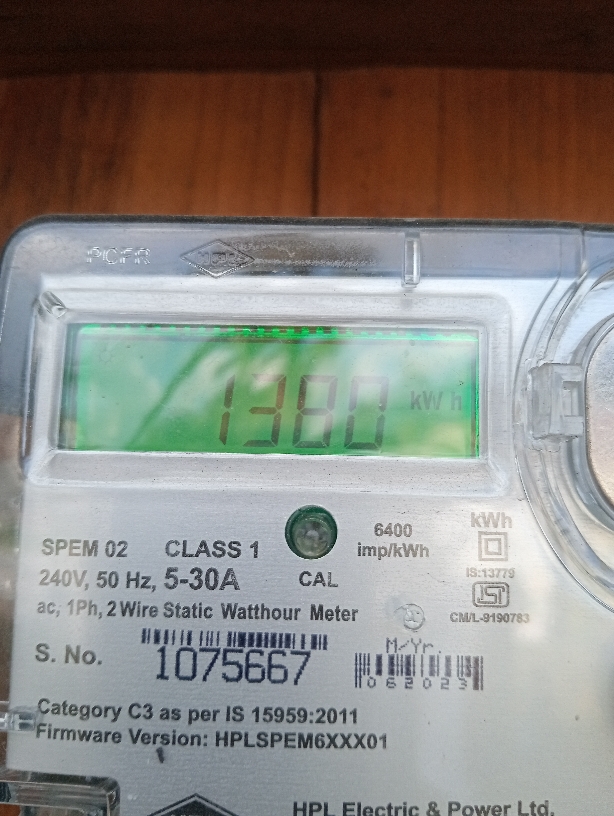 PCFR
1380 kW h
SPEM 02 CLASS 1
6400
imp/kWh
kWh
240V, 50 Hz, 5-30A
CAL
IS:13779
ac, 1Ph, 2 Wire Static Watthour Meter
CM/L-9190783
S. No. 1075667
M/Yr.
062023
Category C3 as per IS 15959:2011
Firmware Version: HPLSPEM6XXX01
HPL Electric & Power Ltd.